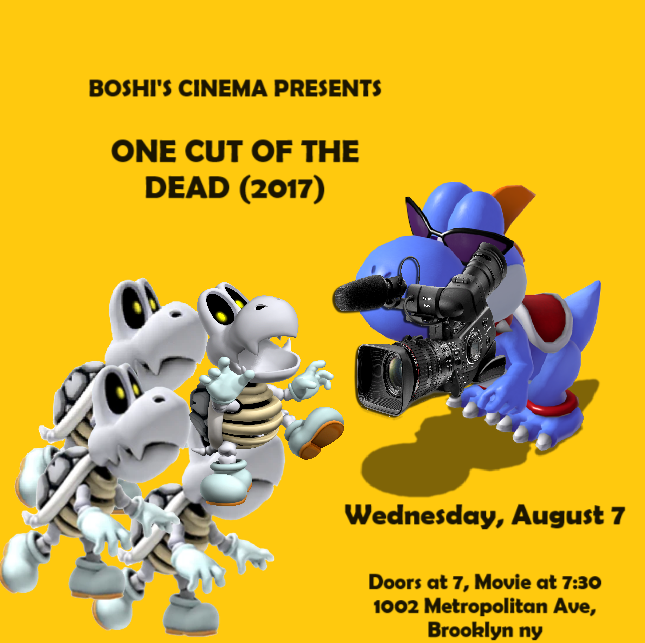 BOSHI'S CINEMA PRESENTS
ONE CUT OF THE
DEAD (2017)
Wednesday, August 7
Doors at 7, Movie at 7:30
1002 Metropolitan Ave,
Brooklyn ny